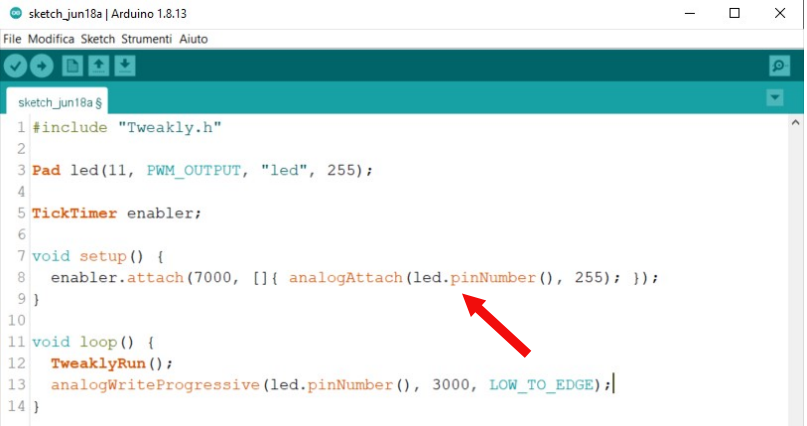 sketch_jun18a | Arduino 1.8.13
File Modifica Sketch Strumenti Aiuto
sketch_jun18a §
1 #include "Tweakly.h"
2
3 Pad led(11, PWM_OUTPUT, "led", 255);
4
5 TickTimer enabler;
6
7 void setup() {
8   enabler.attach(7000, []{ analogAttach(led.pinNumber(), 255); });
9 }
10
11 void loop() {
12   TweaklyRun();
13   analogWriteProgressive(led.pinNumber(), 3000, LOW_TO_EDGE);
14 }